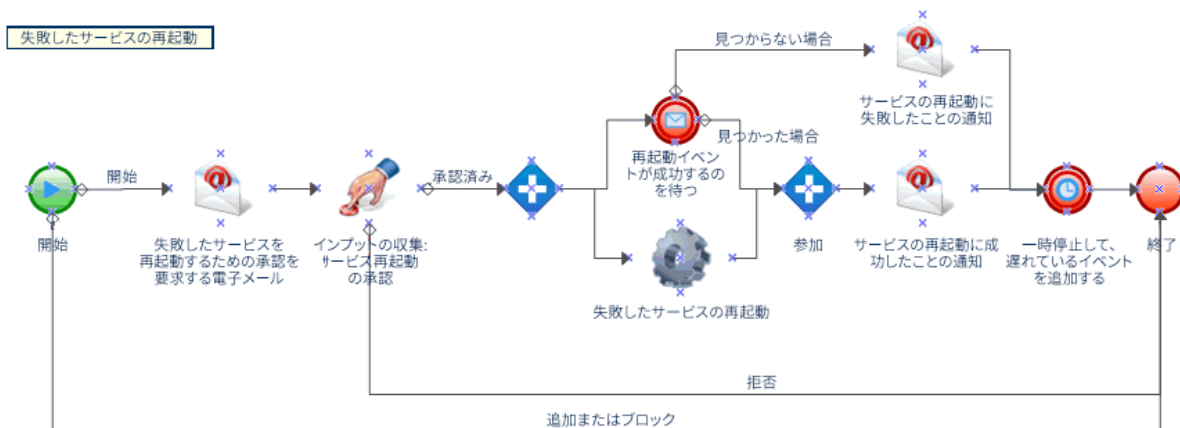 失敗したサービスの再起動
見つからない場合
サービスの再起動に
失敗したことの通知
見つかった場合
再起動イベン
トが成功するの
を待つ
開始
承認済み
開始
失敗したサービスを
再起動するための承認を
要求する電子メール
インプットの収集:
サービス再起動
の承認
参加
サービスの再起動に成
功したことの通知
一時停止して、
遅れているイベント
を追加する
終了
失敗したサービスの再起動
拒否
追加またはブロック